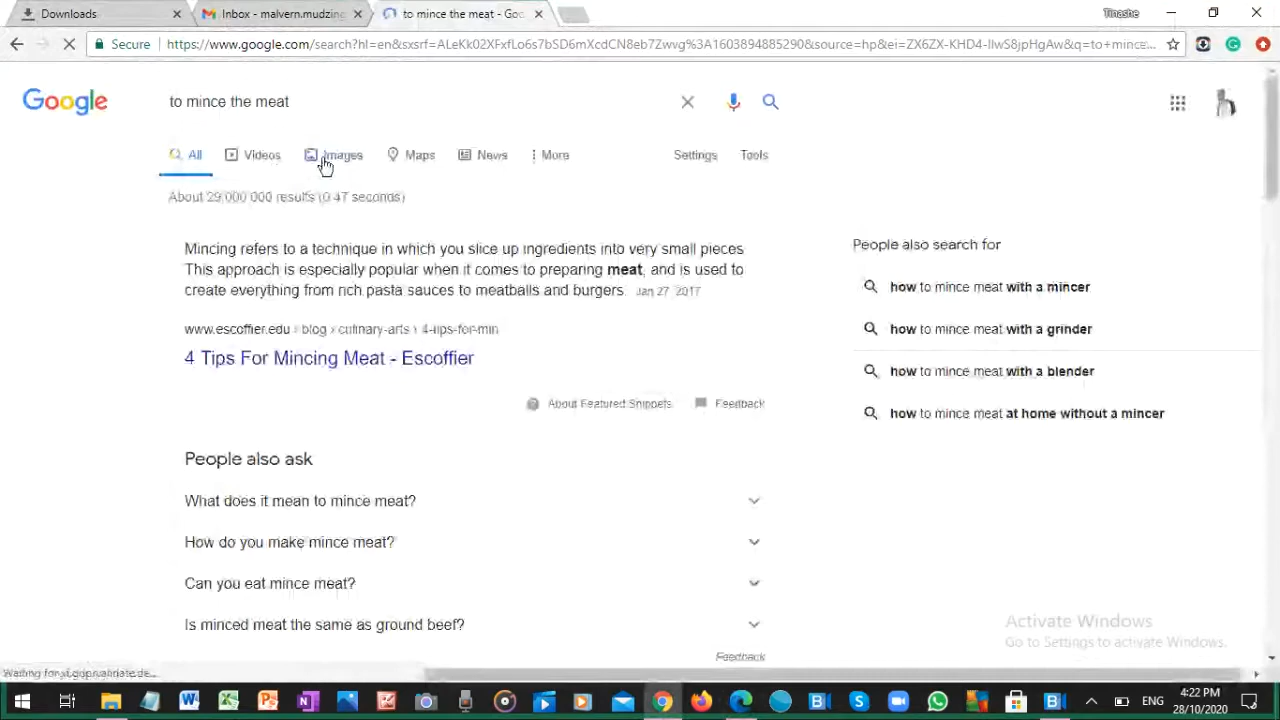 Downloads
Inbox - malvern.mudzin
to mince the meat - Goo
Tinashe
Secure
https://www.google.com/search?hl=en&sxsrf=ALeKk02XFxfLo6s7bSD6mXcdCN8eb7Zwvg%3A1603894885290&source=hp&ei=ZX6ZX-KHD4-IlwS8jpHgAw&q=to+mince...
Google
to mince the meat
All
Videos
Images
Maps
News
More
Settings
Tools
About 29,000,000 results (0.47 seconds)
Mincing refers to a technique in which you slice up ingredients into very small pieces
This approach is especially popular when it comes to preparing meat, and is used to
create everything from rich pasta sauces to meatballs and burgers. Jan 27, 2017
www.escoffier.edu › blog › culinary-arts › 4-tips-for-min
4 Tips For Mincing Meat - Escoffier
About Featured Snippets
Feedback
People also search for
how to mince meat with a mincer
how to mince meat with a grinder
how to mince meat with a blender
how to mince meat at home without a mincer
People also ask
What does it mean to mince meat?
How do you make mince meat?
Can you eat mince meat?
Is minced meat the same as ground beef?
Feedback
Activate Windows
Go to Settings to activate Windows.
Waiting for
ENG
4:22 PM
28/10/2020